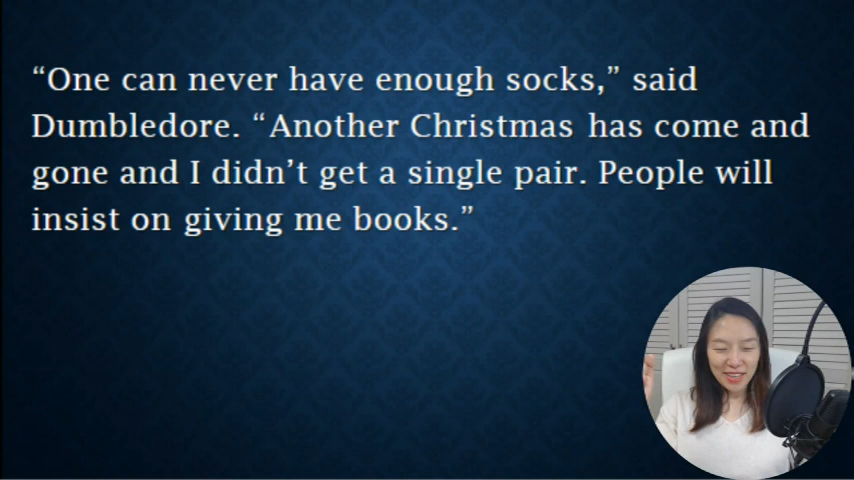 “One can never have enough socks,” said
Dumbledore. “Another Christmas has come and
gone and I didn’t get a single pair. People will
insist on giving me books.”